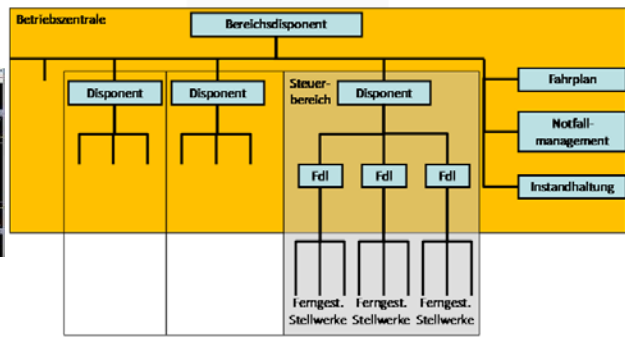 Betriebszentrale
Bereichsdisponent
Steuer-
bereich
Disponent
Disponent
Disponent
Fahrplan
Notfall-
management
Instandhaltung
Fdl
Fdl
Fdl
Ferngest. Ferngest. Ferngest.
Stellwerke Stellwerke Stellwerke